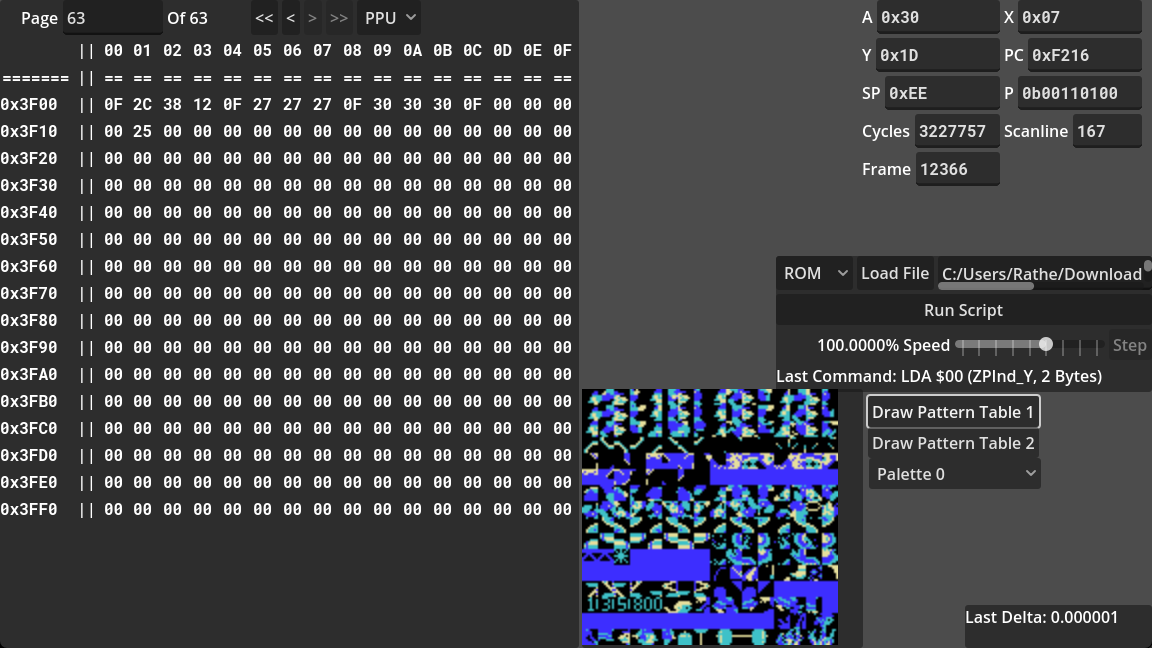 Page 63 Of 63 << < > >> PPU
|| 00 01 02 03 04 05 06 07 08 09 0A 0B 0C 0D 0E 0F
======= || == == == == == == == == == == == == == == == ==
0x3F00 || 0F 2C 38 12 0F 27 27 27 0F 30 30 30 0F 00 00 00
0x3F10 || 00 25 00 00 00 00 00 00 00 00 00 00 00 00 00 00
0x3F20 || 00 00 00 00 00 00 00 00 00 00 00 00 00 00 00 00
0x3F30 || 00 00 00 00 00 00 00 00 00 00 00 00 00 00 00 00
0x3F40 || 00 00 00 00 00 00 00 00 00 00 00 00 00 00 00 00
0x3F50 || 00 00 00 00 00 00 00 00 00 00 00 00 00 00 00 00
0x3F60 || 00 00 00 00 00 00 00 00 00 00 00 00 00 00 00 00
0x3F70 || 00 00 00 00 00 00 00 00 00 00 00 00 00 00 00 00
0x3F80 || 00 00 00 00 00 00 00 00 00 00 00 00 00 00 00 00
0x3F90 || 00 00 00 00 00 00 00 00 00 00 00 00 00 00 00 00
0x3FA0 || 00 00 00 00 00 00 00 00 00 00 00 00 00 00 00 00
0x3FB0 || 00 00 00 00 00 00 00 00 00 00 00 00 00 00 00 00
0x3FC0 || 00 00 00 00 00 00 00 00 00 00 00 00 00 00 00 00
0x3FD0 || 00 00 00 00 00 00 00 00 00 00 00 00 00 00 00 00
0x3FE0 || 00 00 00 00 00 00 00 00 00 00 00 00 00 00 00 00
0x3FF0 || 00 00 00 00 00 00 00 00 00 00 00 00 00 00 00 00
A 0x30 X 0x07
Y 0x1D PC 0xF216
SP 0xEE P 0b00110100
Cycles 3227757 Scanline 167
Frame 12366
ROM Load File C:/Users/Rathe/Download
Run Script
100.0000% Speed Step
Last Command: LDA $00 (ZPInd_Y, 2 Bytes)
Draw Pattern Table 1
Draw Pattern Table 2
Palette 0
135800
Last Delta: 0.000001